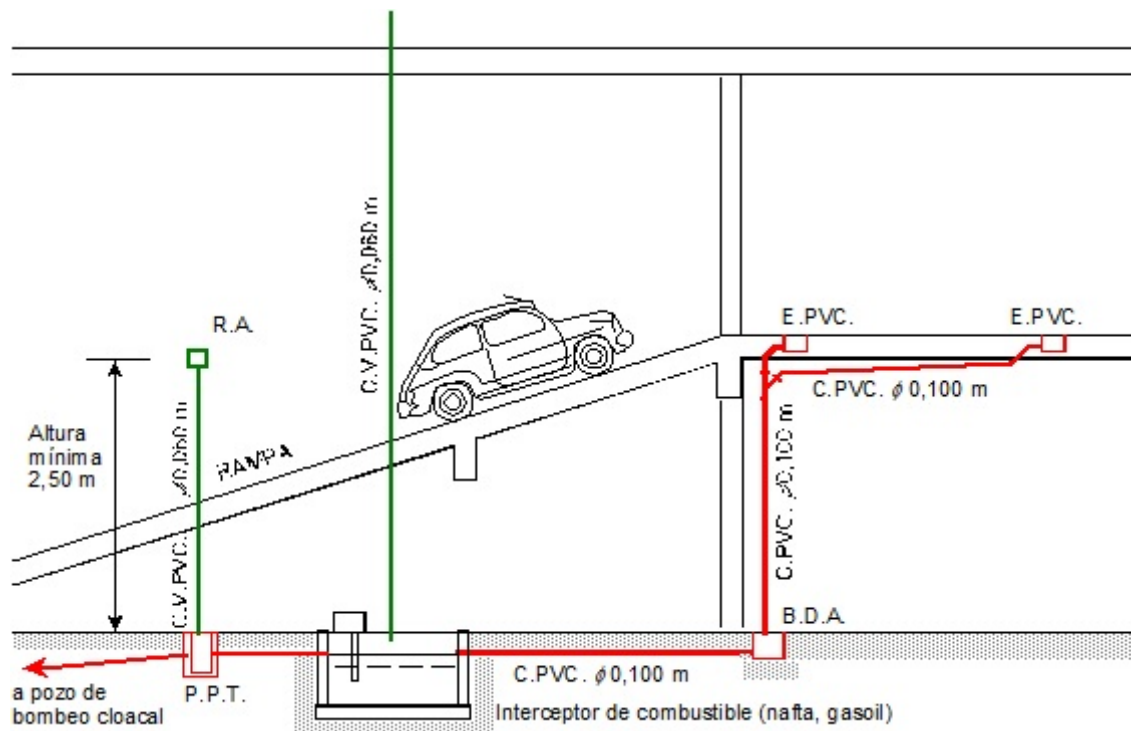 C.V.PVC. ø0,060 m
R.A.
E.PVC.
E.PVC.
C.PVC. ø 0,100 m
Altura
mínima
2,50 m
C.V.PVC. ø0,060 m
RAMPA
C.PVC. ø0,100 m
B.D.A.
a pozo de
bombeo cloacal
P.P.T.
C.PVC. ø 0,100 m
Interceptor de combustible (nafta, gasoil)